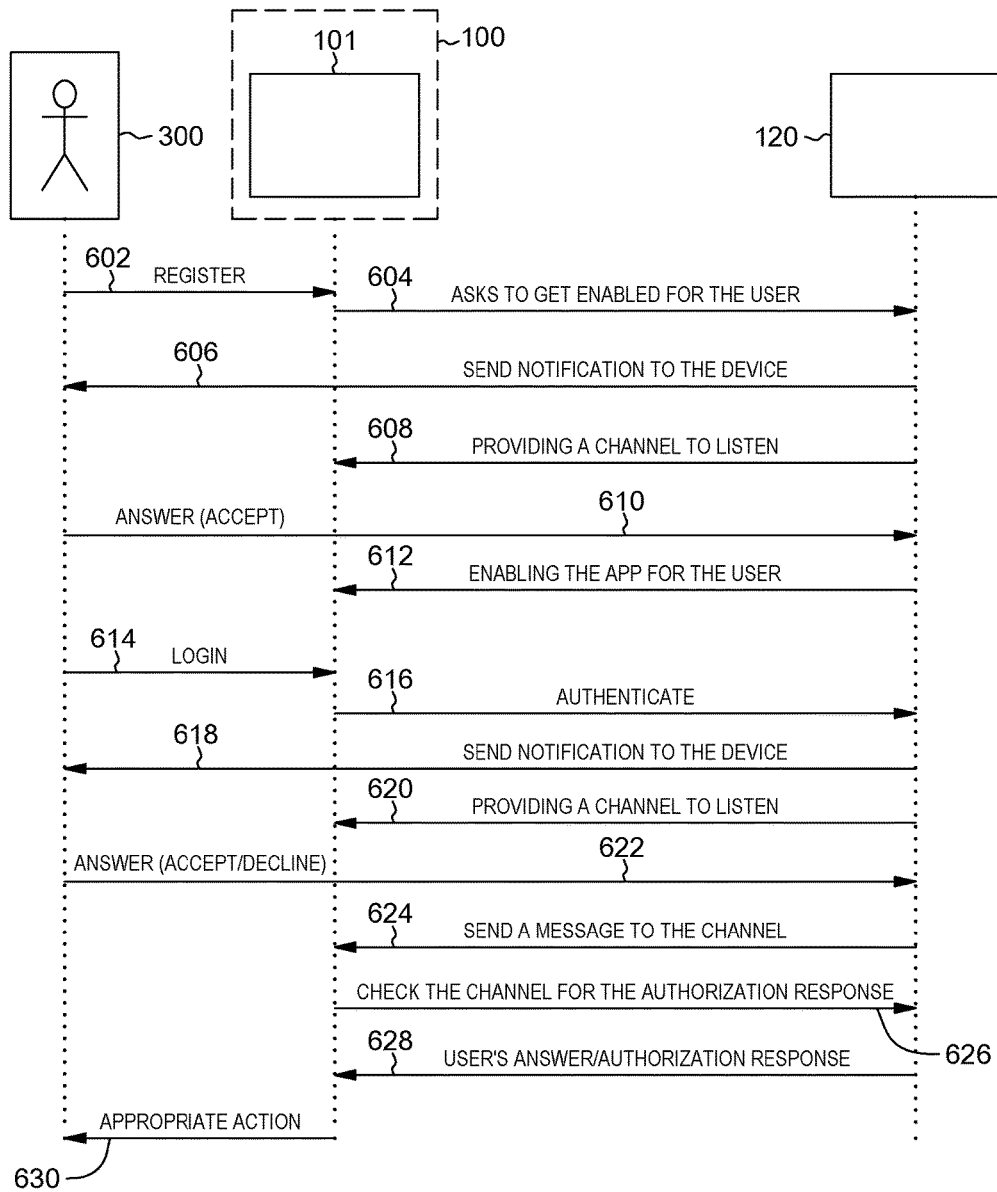 101
100
300
120
602
REGISTER
604
ASKS TO GET ENABLED FOR THE USER
606
SEND NOTIFICATION TO THE DEVICE
608
PROVIDING A CHANNEL TO LISTEN
ANSWER (ACCEPT)
610
612
ENABLING THE APP FOR THE USER
614
LOGIN
616
AUTHENTICATE
618
SEND NOTIFICATION TO THE DEVICE
620
PROVIDING A CHANNEL TO LISTEN
ANSWER (ACCEPT/DECLINE)
622
624
SEND A MESSAGE TO THE CHANNEL
CHECK THE CHANNEL FOR THE AUTHORIZATION RESPONSE
626
628
USER'S ANSWER/AUTHORIZATION RESPONSE
APPROPRIATE ACTION
630